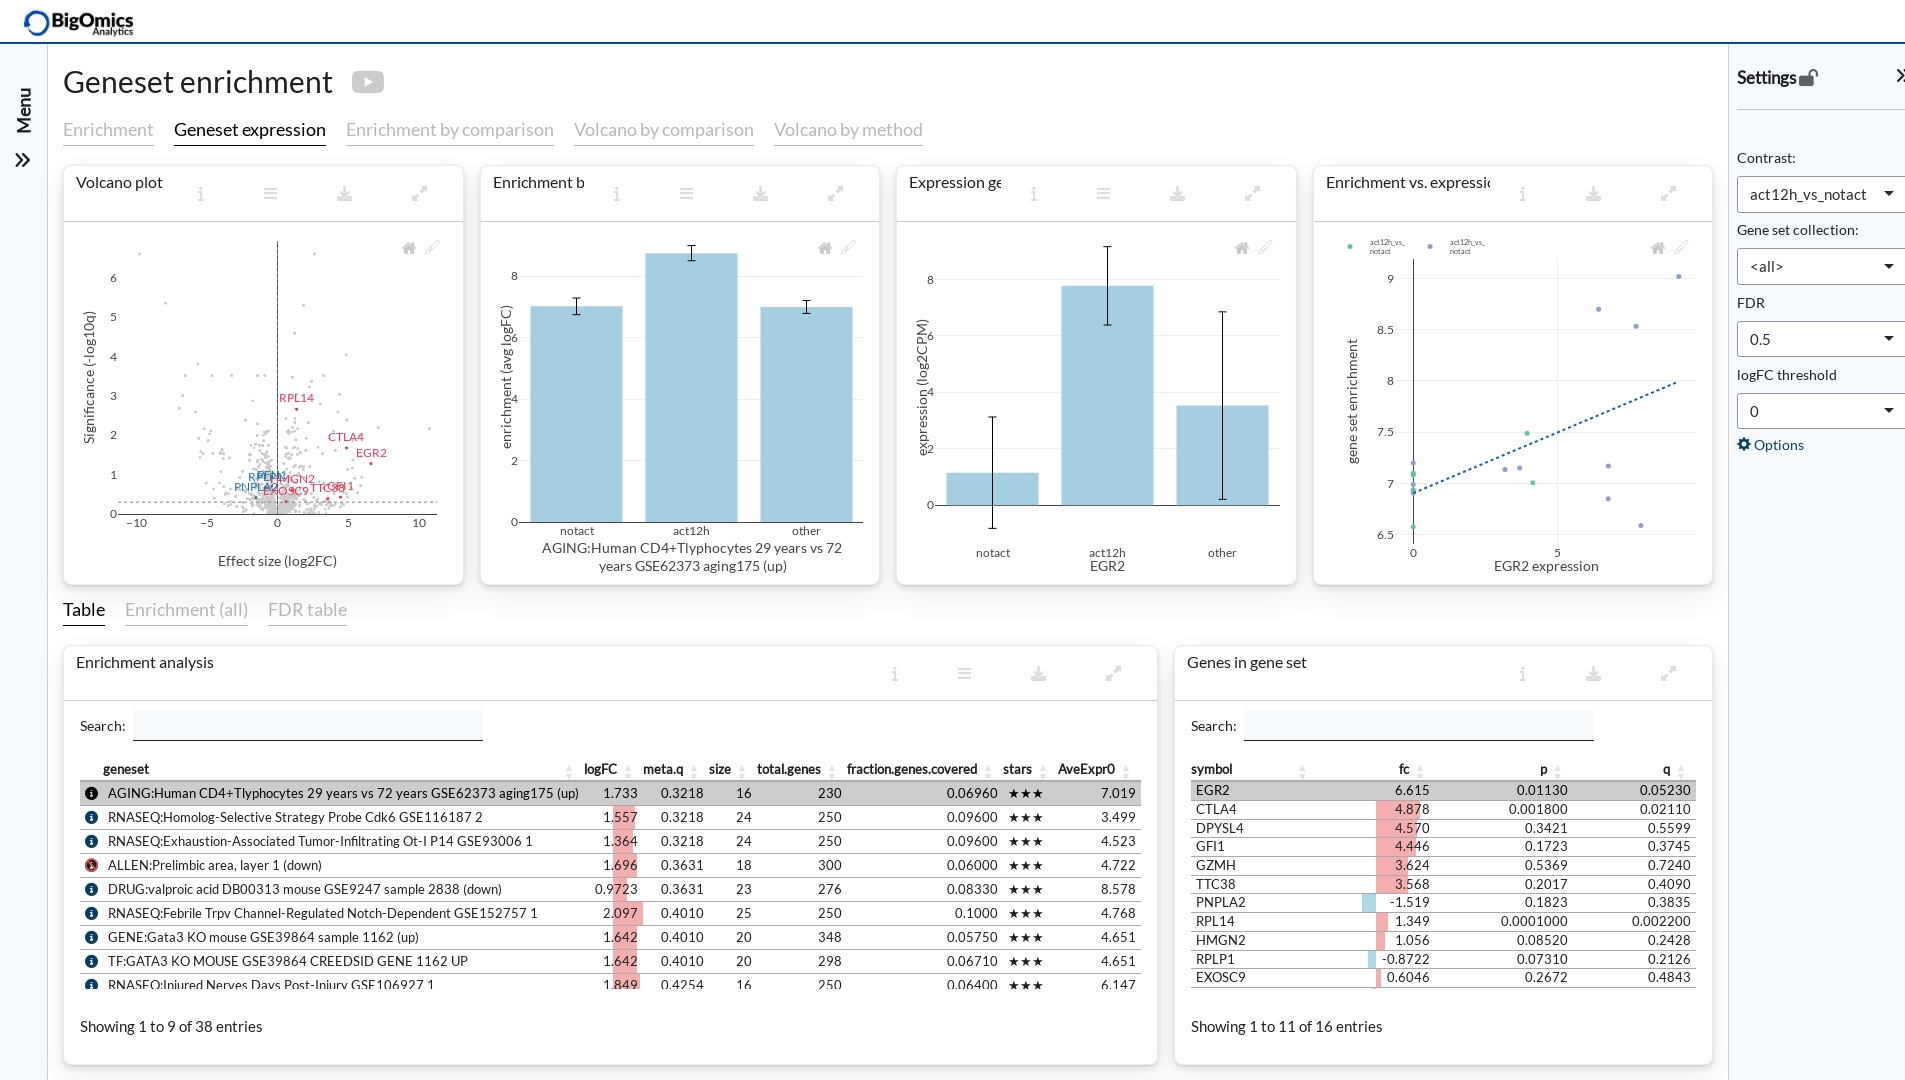 BigOmics
Analytics
Menu
Geneset enrichment
Enrichment Geneset expression Enrichment by comparison Volcano by comparison Volcano by method
Volcano plot
Significance (-log10q)
6
5
4
3
2
1
0
−10 −5 0 5 10
RPL14
CTLA4
EGR2
HMGN2
PNPLA2
EXOSC9 TTC38 GFI1
Effect size (log2FC)
Enrichment b
enrichment (avg logFC)
8
6
4
2
0
notact act12h other
AGING:Human CD4+Tlyphocytes 29 years vs 72
years GSE62373 aging175 (up)
Expression ge
expression (log2CPM)
8
6
4
2
0
notact act12h other
EGR2
Enrichment vs. expressio
act12h_vs_ act12h_vs_
notact notact
gene set enrichment
9
8.5
8
7.5
7
6.5
0 5
EGR2 expression
Table Enrichment (all) FDR table
Enrichment analysis
Search:
geneset logFC meta.q size total.genes fraction.genes.covered stars AveExpr0
AGING:Human CD4+Tlyphocytes 29 years vs 72 years GSE62373 aging175 (up) 1.733 0.3218 16 230 0.06960 ★★★ 7.019
RNASEQ:Homolog-Selective Strategy Probe Cdk6 GSE116187 2 1.557 0.3218 24 250 0.09600 ★★★ 3.499
RNASEQ:Exhaustion-Associated Tumor-Infiltrating Ot-I P14 GSE93006 1 1.364 0.3218 24 250 0.09600 ★★★ 4.523
ALLEN:Prelimbic area, layer 1 (down) 1.696 0.3631 18 300 0.06000 ★★★ 4.722
DRUG:valproic acid DB00313 mouse GSE9247 sample 2838 (down) 0.9723 0.3631 23 276 0.08330 ★★★ 8.578
RNASEQ:Febrile Trpv Channel-Regulated Notch-Dependent GSE152757 1 2.097 0.4010 25 250 0.1000 ★★★ 4.768
GENE:Gata3 KO mouse GSE39864 sample 1162 (up) 1.642 0.4010 20 348 0.05750 ★★★ 4.651
TF:GATA3 KO MOUSE GSE39864 CREEDSID GENE 1162 UP 1.642 0.4010 20 298 0.06710 ★★★ 4.651
RNASEQ:Injured Nerves Days Post-Injury GSE106927 1 1.849 0.4254 16 250 0.06400 ★★★ 6.147
Showing 1 to 9 of 38 entries
Genes in gene set
Search:
symbol fc p q
EGR2 6.615 0.01130 0.05230
CTLA4 4.878 0.001800 0.02110
DPYSL4 4.570 0.3421 0.5599
GFI1 4.446 0.1723 0.3745
GZMH 3.624 0.5369 0.7240
TTC38 3.568 0.2017 0.4090
PNPLA2 -1.519 0.1823 0.3835
RPL14 1.349 0.0001000 0.002200
HMGN2 1.056 0.08520 0.2428
RPLP1 -0.8722 0.07310 0.2126
EXOSC9 0.6046 0.2672 0.4843
Showing 1 to 11 of 16 entries
Settings
Contrast:
act12h_vs_notact
Gene set collection:
<all>
FDR
0.5
logFC threshold
0
Options